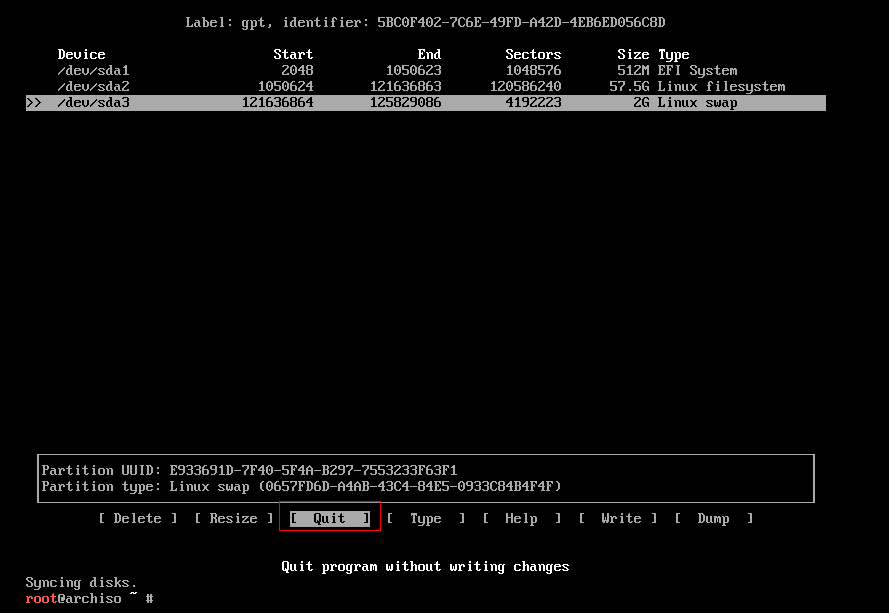 Label: gpt, identifier: 5BC0F402-7C6E-49FD-A42D-4EB6ED056C8D
Device Start End Sectors Size Type
/dev/sda1 2048 1050623 1048576 512M EFI System
/dev/sda2 1050624 121636863 120586240 57.5G Linux filesystem
>> /dev/sda3 121636864 125829086 4192223 2G Linux swap
Partition UUID: E933691D-7F40-5F4A-B297-7553233F63F1
Partition type: Linux swap (0657FD6D-A4AB-43C4-84E5-0933C84B4F4F)
[ Delete ] [ Resize ] [ Quit ] [ Type ] [ Help ] [ Write ] [ Dump ]
Quit program without writing changes
Syncing disks.
root@archiso ~ #